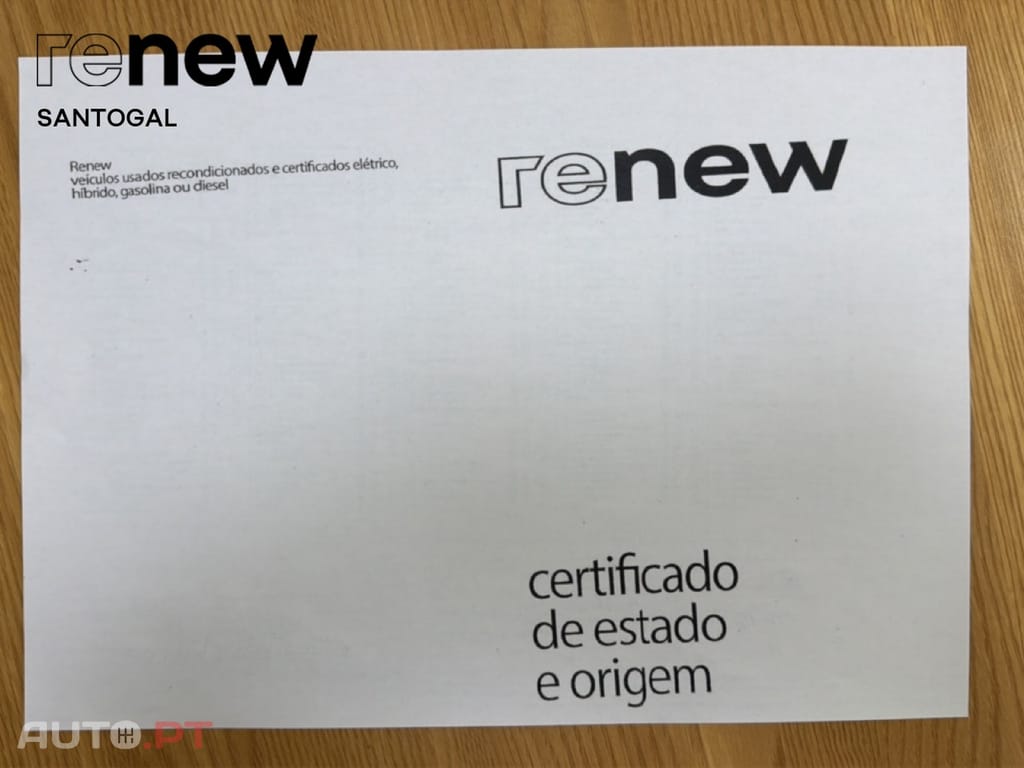 renew
SANTOGAL
Renew
veículos usados recondicionados e certificados elétrico,
híbrido, gasolina ou diesel
renew
certificado
de estado
e origem
AUTO.PT